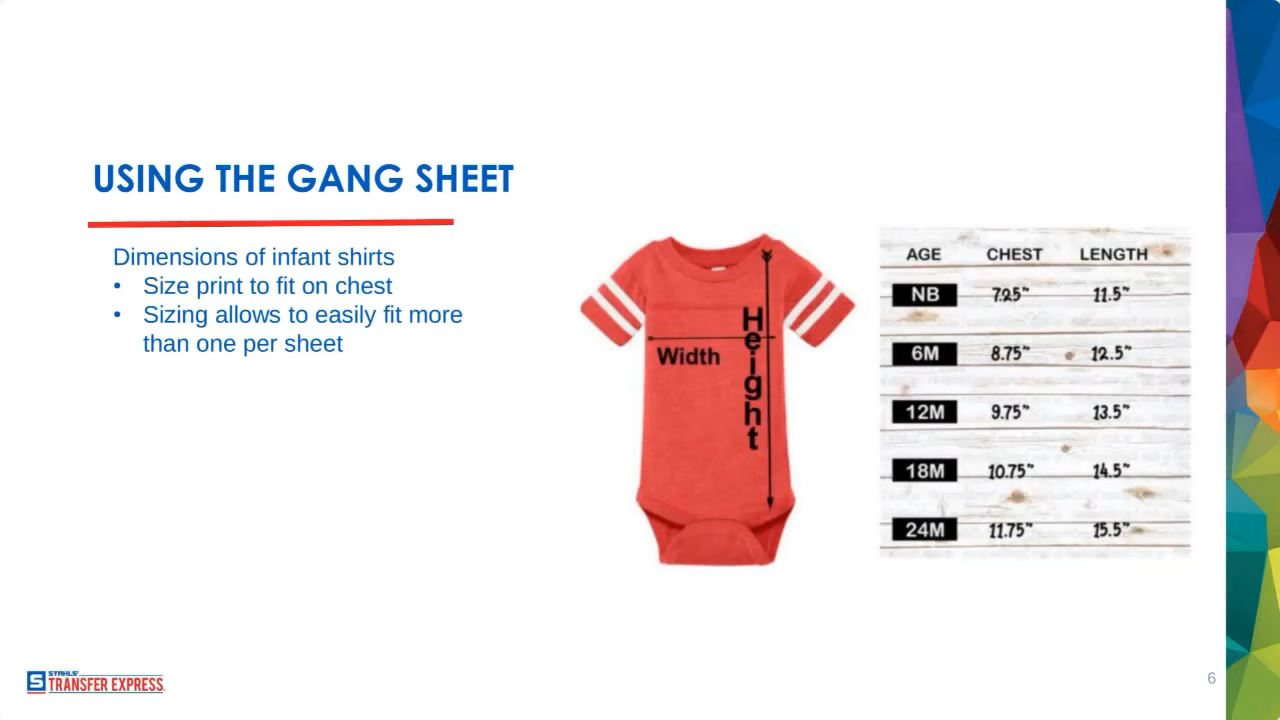 USING THE GANG SHEET
Dimensions of infant shirts
• Size print to fit on chest
• Sizing allows to easily fit more
than one per sheet
Width
Height
AGE CHEST LENGTH
NB 7.25" 11.5"
6M 8.75" 12.5"
12M 9.75" 13.5"
18M 10.75" 14.5"
24M 11.75" 15.5"
S STAHLS'
TRANSFER EXPRESS
6